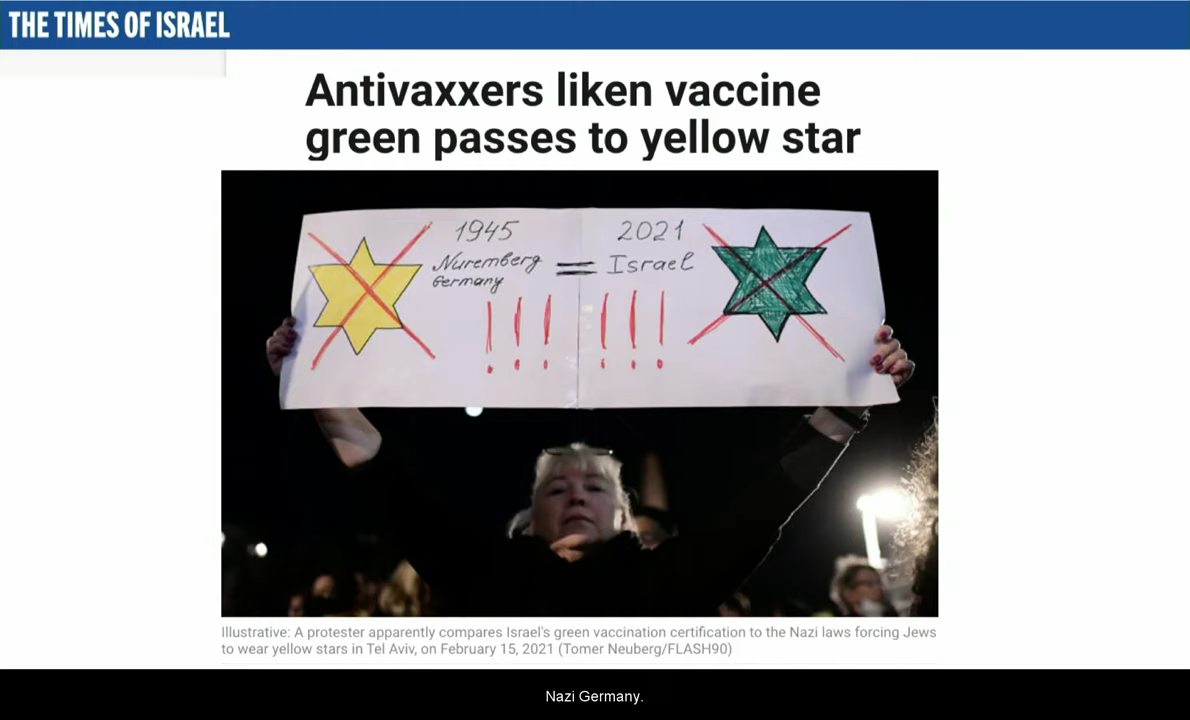 THE TIMES OF ISRAEL
Antivaxxers liken vaccine
green passes to yellow star
1945
Nuremberg
Germany
=
2021
Israel
!!! !!!
Illustrative: A protester apparently compares Israel's green vaccination certification to the Nazi laws forcing Jews
to wear yellow stars in Tel Aviv, on February 15, 2021 (Tomer Neuberg/FLASH90)
Nazi Germany.